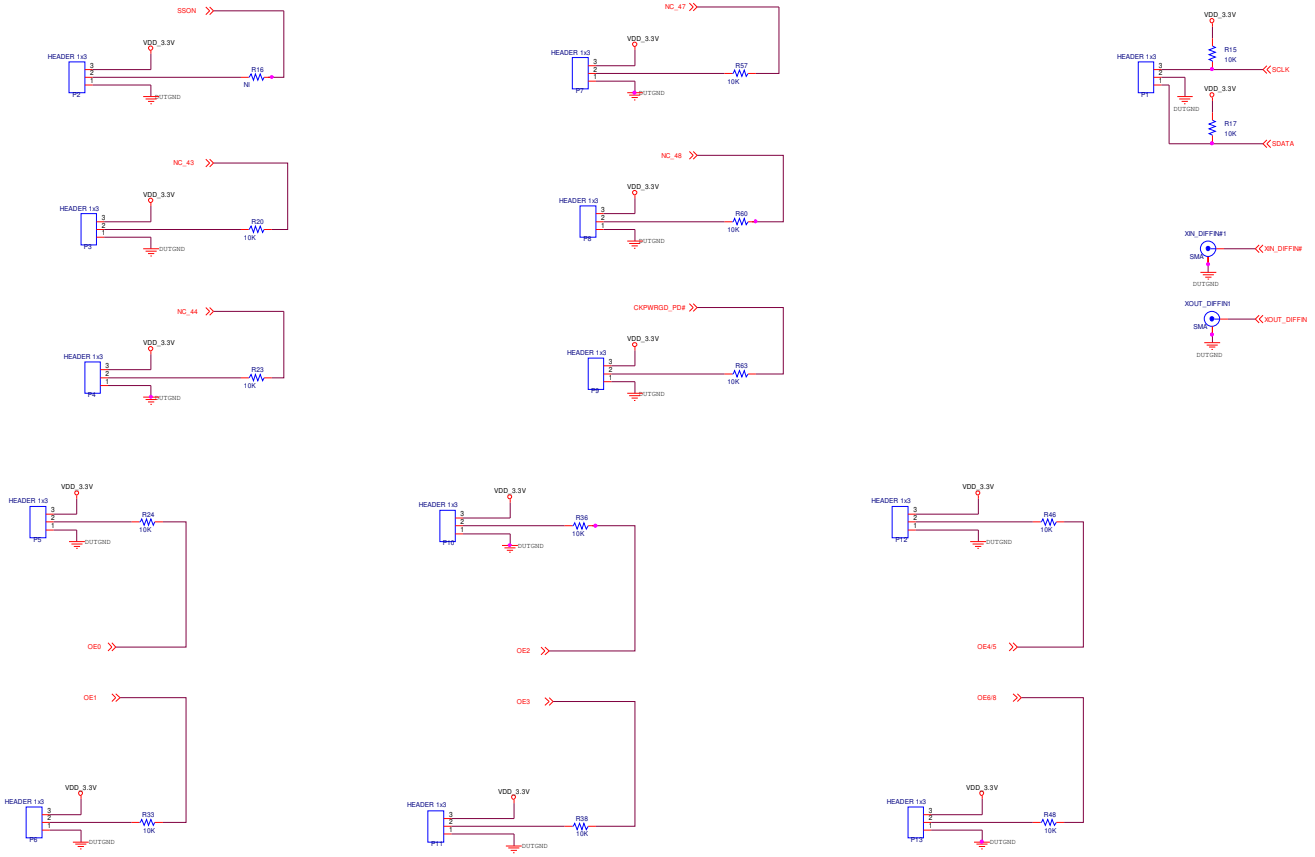 SSON
VDD_3.3V
HEADER 1x3
3
2
1
P2
R16
NI
DUTGND
NC_47
VDD_3.3V
HEADER 1x3
3
2
1
P7
R57
10K
DUTGND
VDD_3.3V
HEADER 1x3
3
2
1
P1
R15
10K
SCLK
DUTGND
VDD_3.3V
R17
10K
SDATA
NC_43
VDD_3.3V
HEADER 1x3
3
2
1
P3
R20
10K
DUTGND
NC_48
VDD_3.3V
HEADER 1x3
3
2
1
P8
R60
10K
DUTGND
XIN_DIFFIN#1
SMA
XIN_DIFFIN#
DUTGND
XOUT_DIFFIN1
SMA
XOUT_DIFFIN
DUTGND
NC_44
VDD_3.3V
HEADER 1x3
3
2
1
P4
R23
10K
DUTGND
CKPWRGD_PD#
VDD_3.3V
HEADER 1x3
3
2
1
P9
R63
10K
DUTGND
VDD_3.3V
HEADER 1x3
3
2
1
P5
R24
10K
DUTGND
OE0
VDD_3.3V
HEADER 1x3
3
2
1
P10
R36
10K
DUTGND
OE2
VDD_3.3V
HEADER 1x3
3
2
1
P12
R46
10K
DUTGND
OE4/5
OE1
VDD_3.3V
HEADER 1x3
3
2
1
P6
R33
10K
DUTGND
OE3
VDD_3.3V
HEADER 1x3
3
2
1
P11
R38
10K
DUTGND
OE6/8
VDD_3.3V
HEADER 1x3
3
2
1
P13
R48
10K
DUTGND